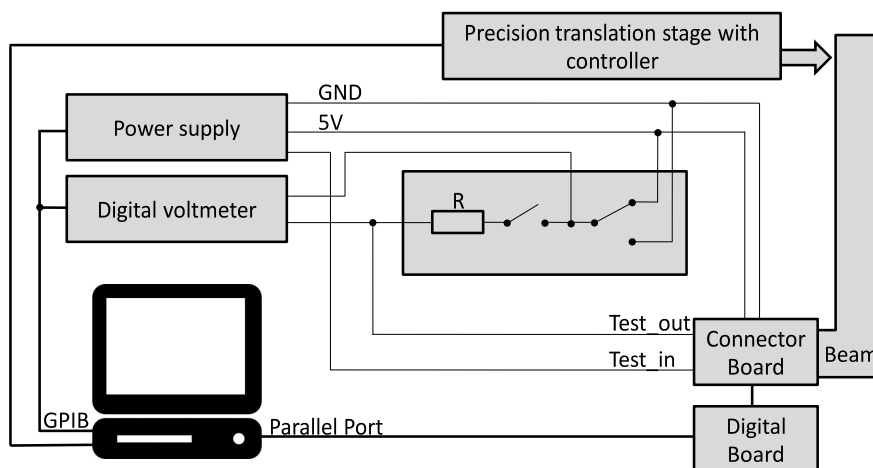 Precision translation stage with
controller
GND
Power supply
5V
Digital voltmeter
R
Test_out
Connector
Board
Beam
Test_in
GPIB
Parallel Port
Digital
Board